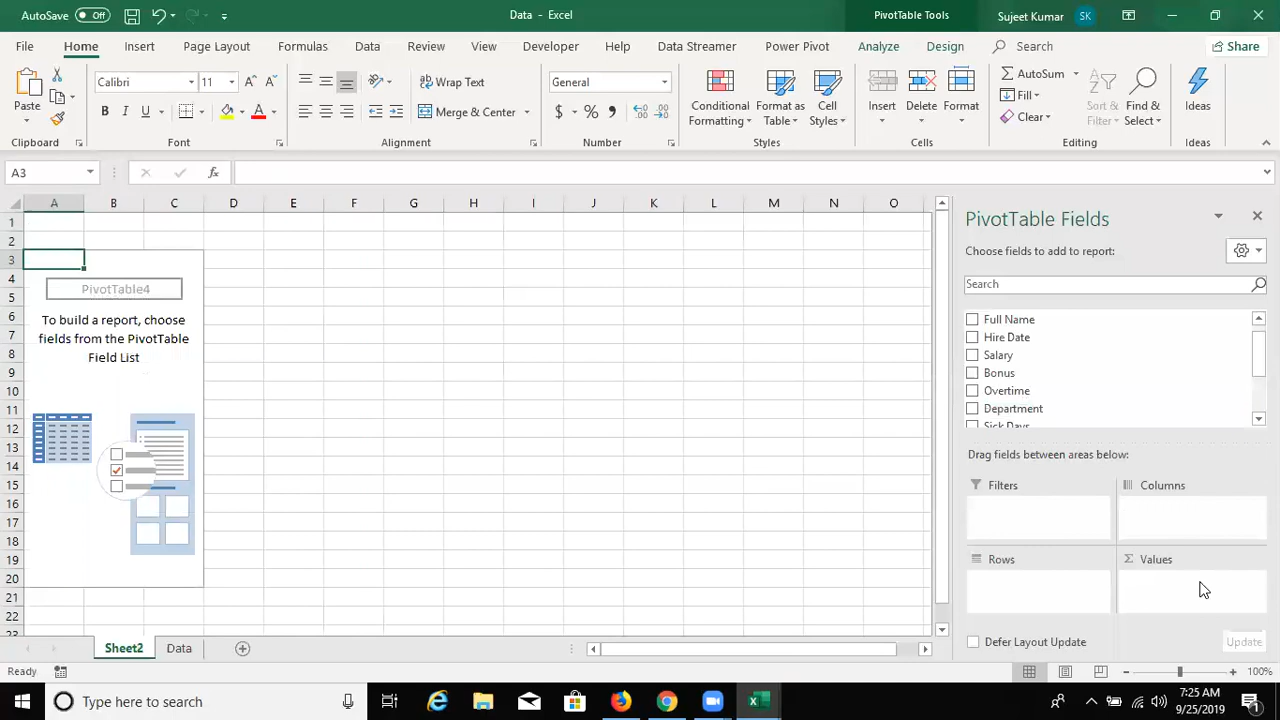 AutoSave Off
Data - Excel
PivotTable Tools
Sujeet Kumar
SK
File Home Insert Page Layout Formulas Data Review View Developer Help Data Streamer Power Pivot Analyze Design Search Share
Paste
Calibri 11
B I U
Wrap Text
Merge & Center
General
$ % ,
Conditional Formatting
Format as Table
Cell Styles
Insert
Delete
Format
AutoSum
Fill
Clear
Sort & Filter
Find & Select
Ideas
Clipboard Font Alignment Number Styles Cells Editing Ideas
A3
fx
A B C D E F G H I J K L M N O
1
2
3
4
5
6
7
8
9
10
11
12
13
14
15
16
17
18
19
20
21
22
23
PivotTable4
To build a report, choose
fields from the PivotTable
Field List
PivotTable Fields
Choose fields to add to report:
Search
Full Name
Hire Date
Salary
Bonus
Overtime
Department
Sick Days
Drag fields between areas below:
Filters
Columns
Rows
Σ Values
Defer Layout Update
Update
Sheet2 Data
Ready
100%
Type here to search
7:25 AM
9/25/2019
1